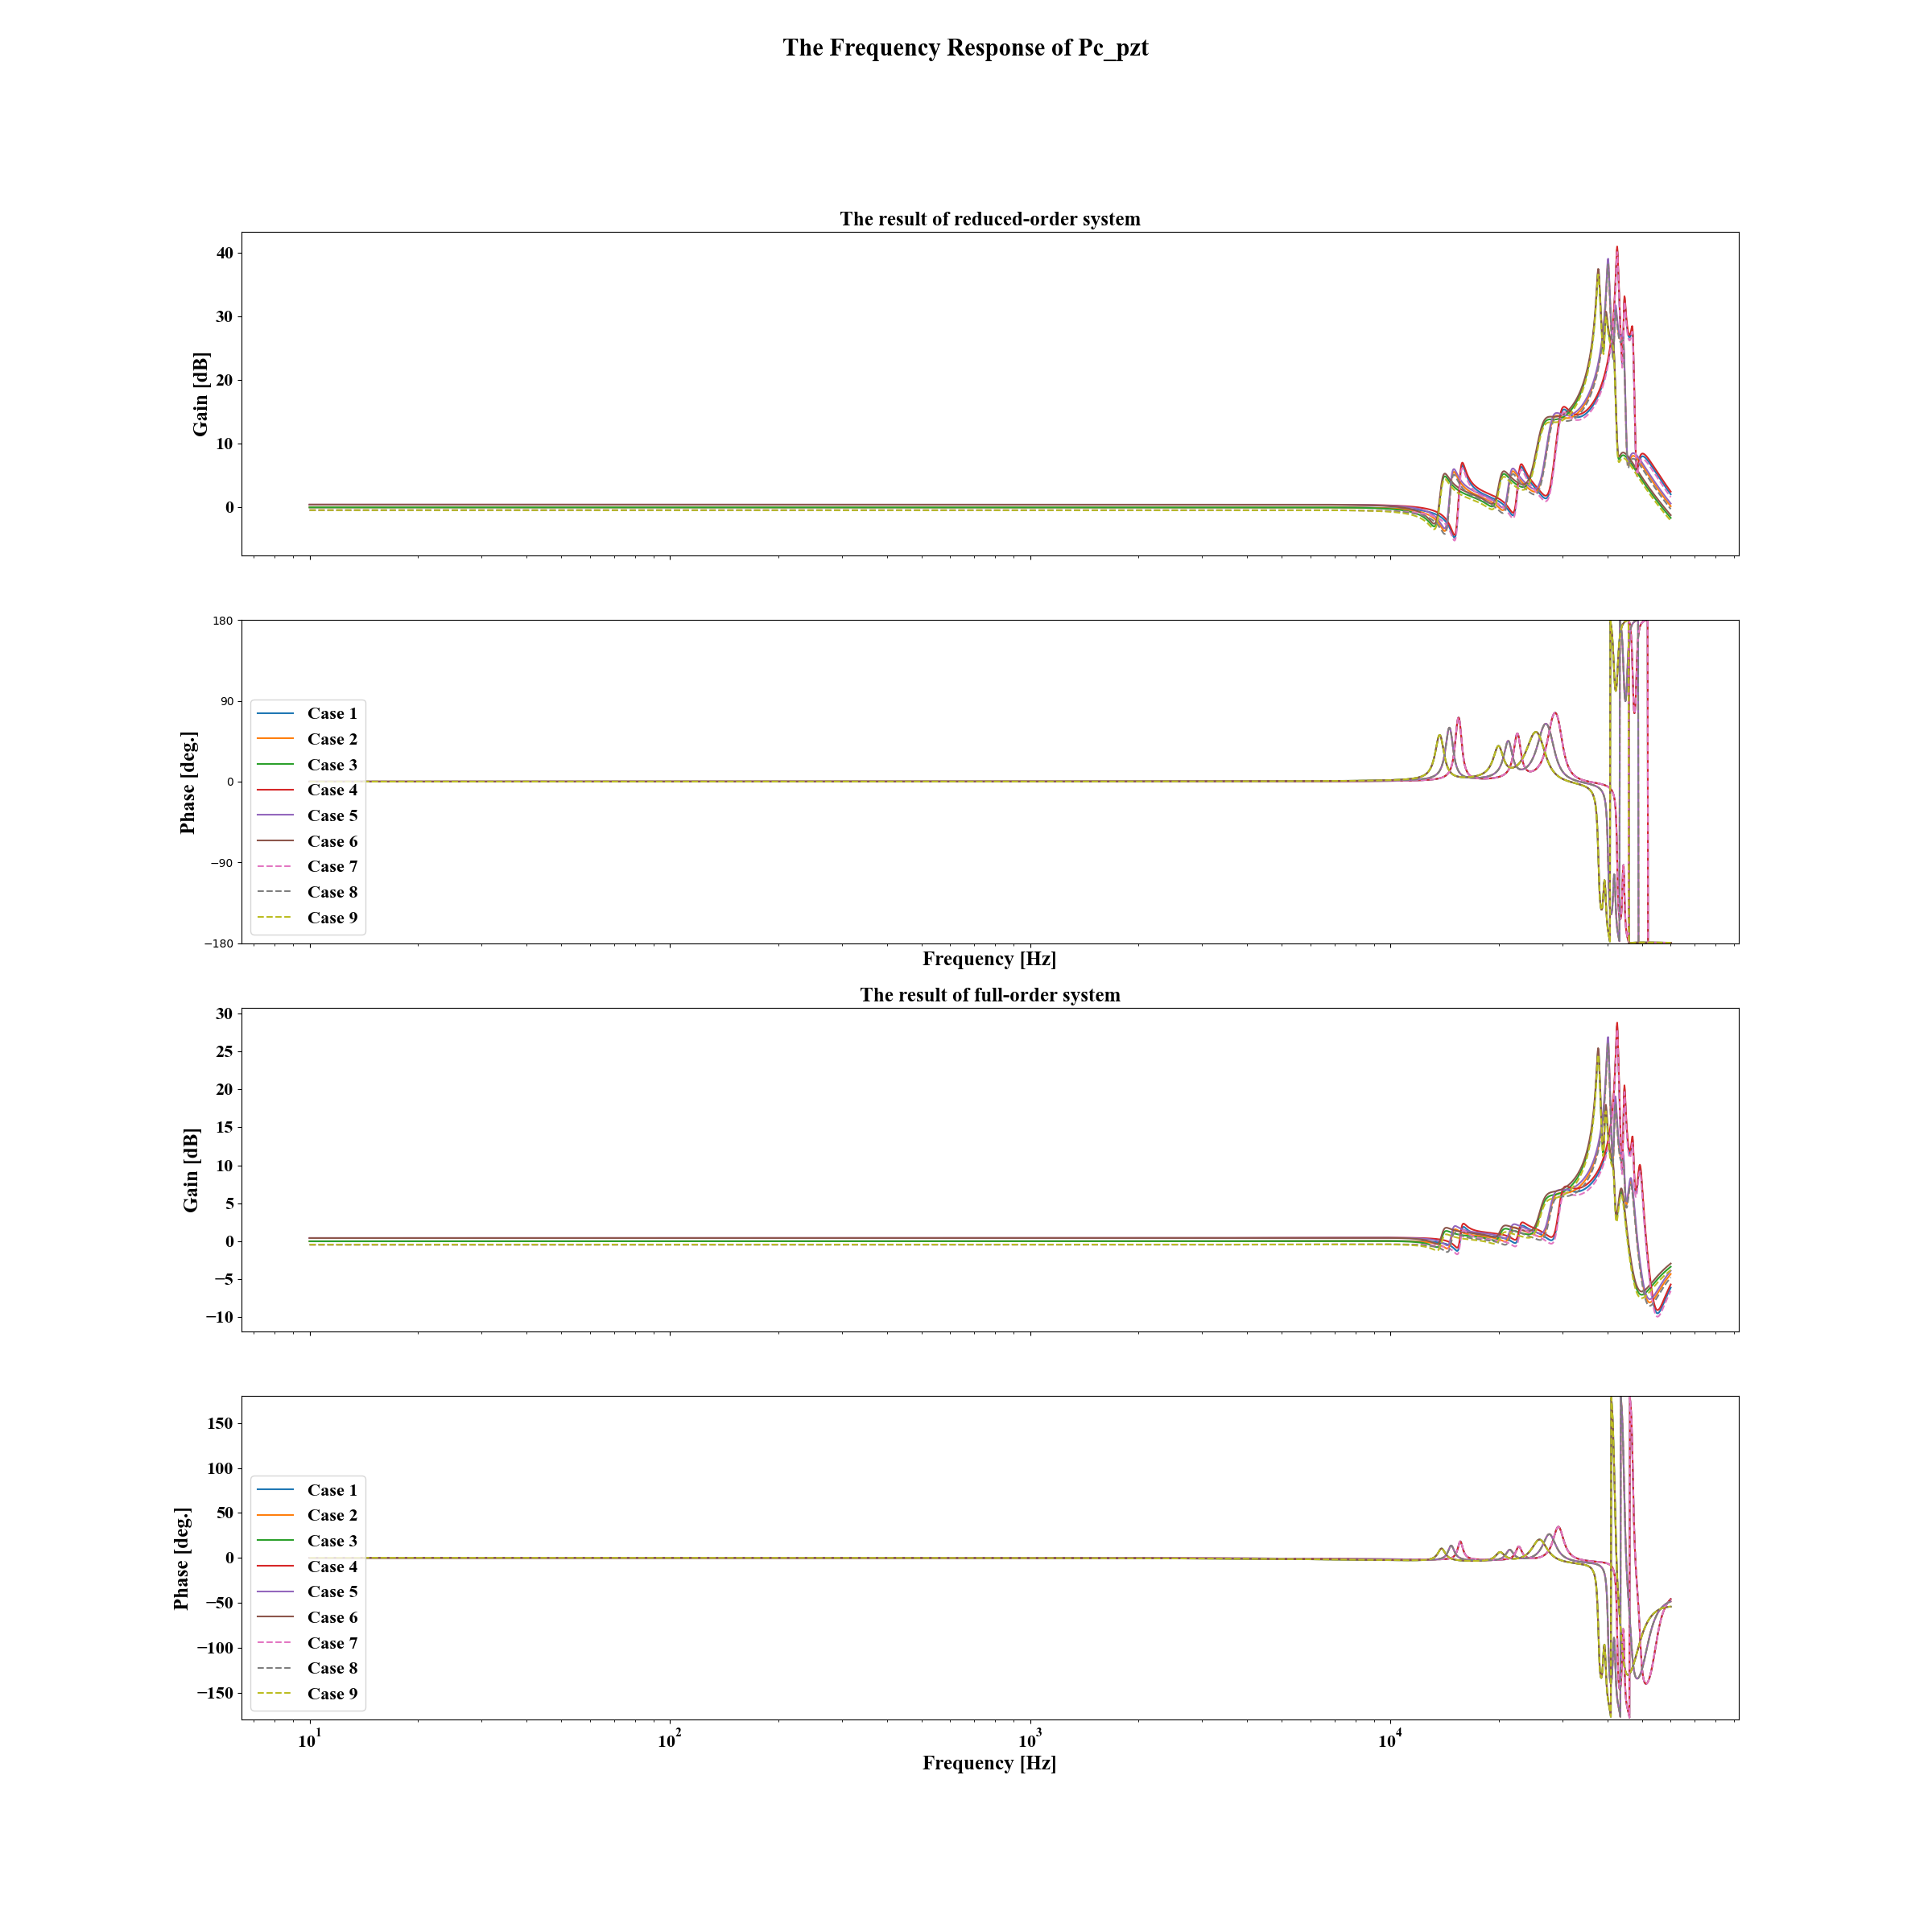 The Frequency Response of Pc_pzt
The result of reduced-order system
40
30
20
10
0
Gain [dB]
180
90
0
−90
−180
Phase [deg.]
Case 1
Case 2
Case 3
Case 4
Case 5
Case 6
Case 7
Case 8
Case 9
Frequency [Hz]
The result of full-order system
30
25
20
15
10
5
0
−5
−10
Gain [dB]
150
100
50
0
−50
−100
−150
Phase [deg.]
Case 1
Case 2
Case 3
Case 4
Case 5
Case 6
Case 7
Case 8
Case 9
10¹ 10² 10³ 10⁴
Frequency [Hz]